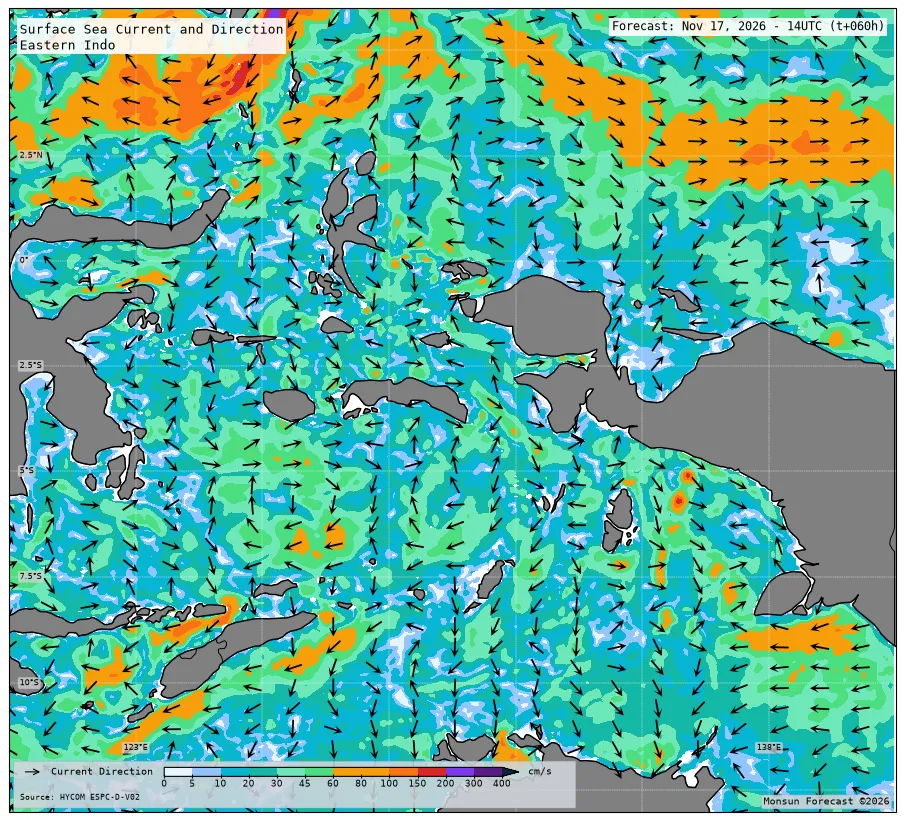 Surface Sea Current and Direction
Eastern Indo
Forecast: Nov 17, 2026 - 14UTC (t+060h)
2.5°N
0°
2.5°S
5°S
7.5°S
10°S
123°E
138°E
Current Direction
cm/s
0 5 10 20 30 45 60 80 100 150 200 300 400
Source: HYCOM ESPC-D-V02
Monsun Forecast ©2026